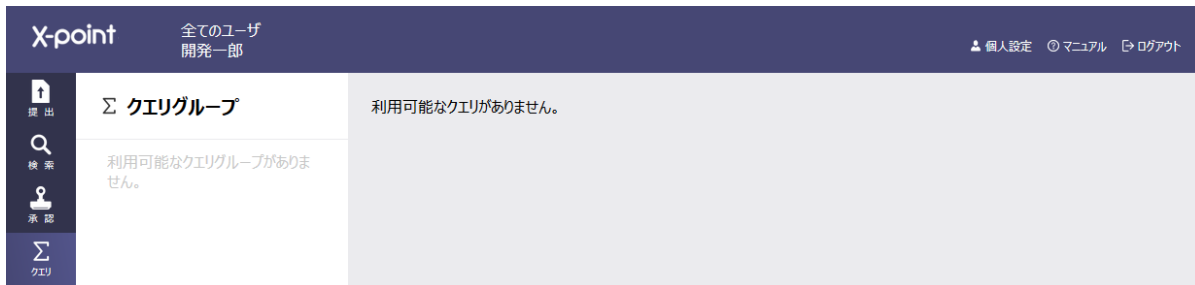 X-point
全てのユーザ
開発一郎
個人設定 マニュアル ログアウト
提 出
検 索
承 認
クエリ
Σ クエリグループ
利用可能なクエリグループがありま
せん。
利用可能なクエリがありません。